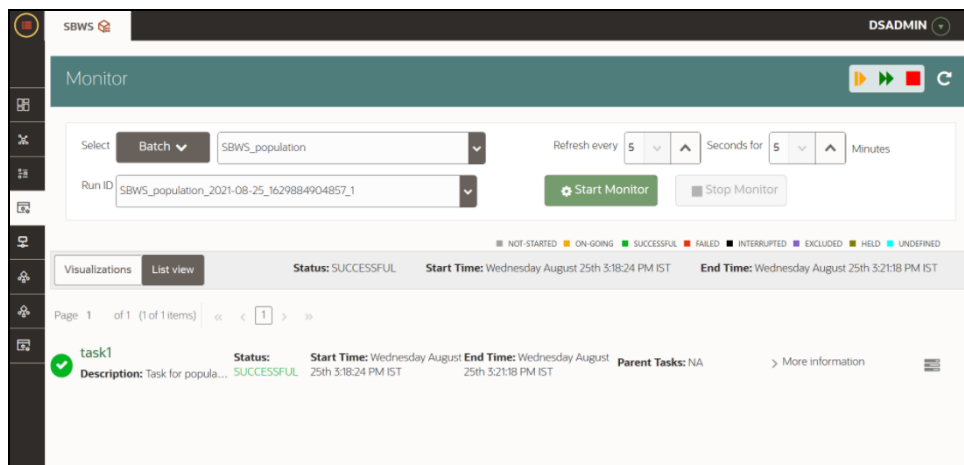 SBWS
DSADMIN
Monitor
Select Batch SBWS_population Refresh every 5 Seconds for 5 Minutes
Run ID SBWS_population_2021-08-25_1629884904857_1 Start Monitor Stop Monitor
NOT-STARTED ON-GOING SUCCESSFUL FAILED INTERRUPTED EXCLUDED HELD UNDEFINED
Visualizations List view Status: SUCCESSFUL Start Time: Wednesday August 25th 3:18:24 PM IST End Time: Wednesday August 25th 3:21:18 PM IST
Page 1 of 1 (1 of 1 items) « < 1 > »
task1
Description: Task for popula...
Status:
SUCCESSFUL
Start Time: Wednesday August
25th 3:18:24 PM IST
End Time: Wednesday August
25th 3:21:18 PM IST
Parent Tasks: NA
> More information